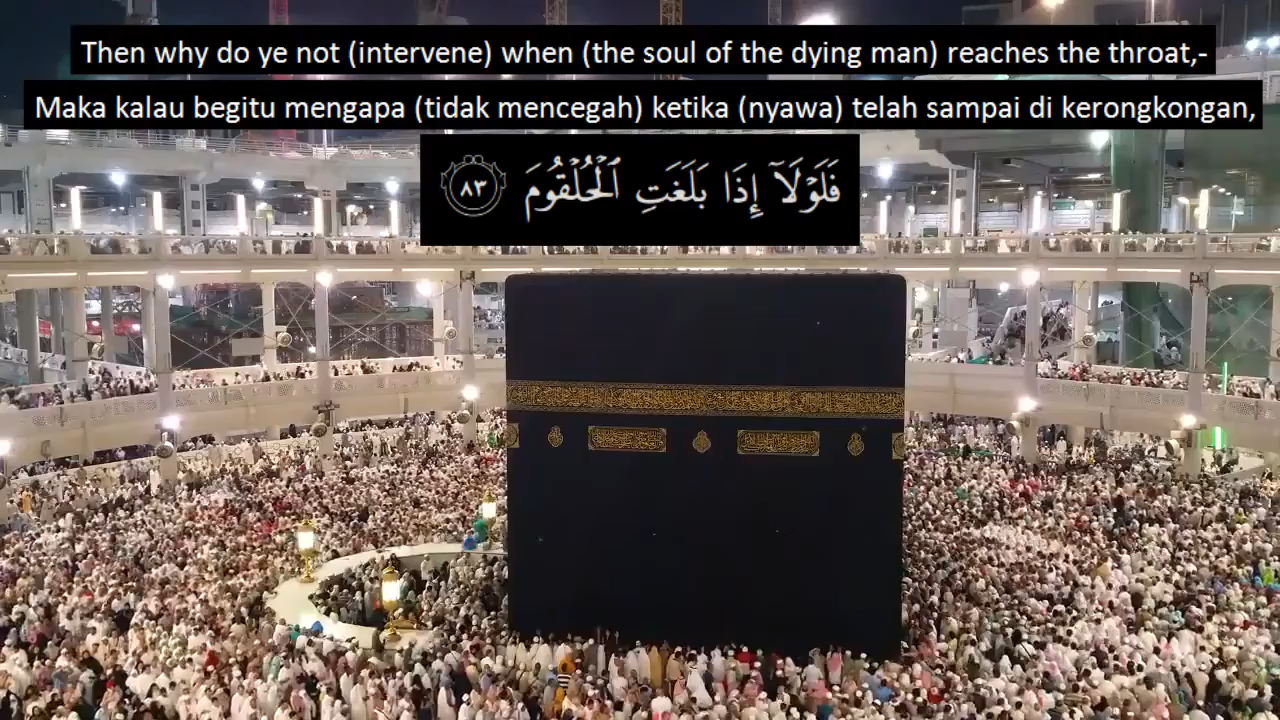 Then why do ye not (intervene) when (the soul of the dying man) reaches the throat,-
Maka kalau begitu mengapa (tidak mencegah) ketika (nyawa) telah sampai di kerongkongan,
فَلَوۡلَآ إِذَا بَلَغَتِ ٱلۡحُلۡقُومَ ٨٣